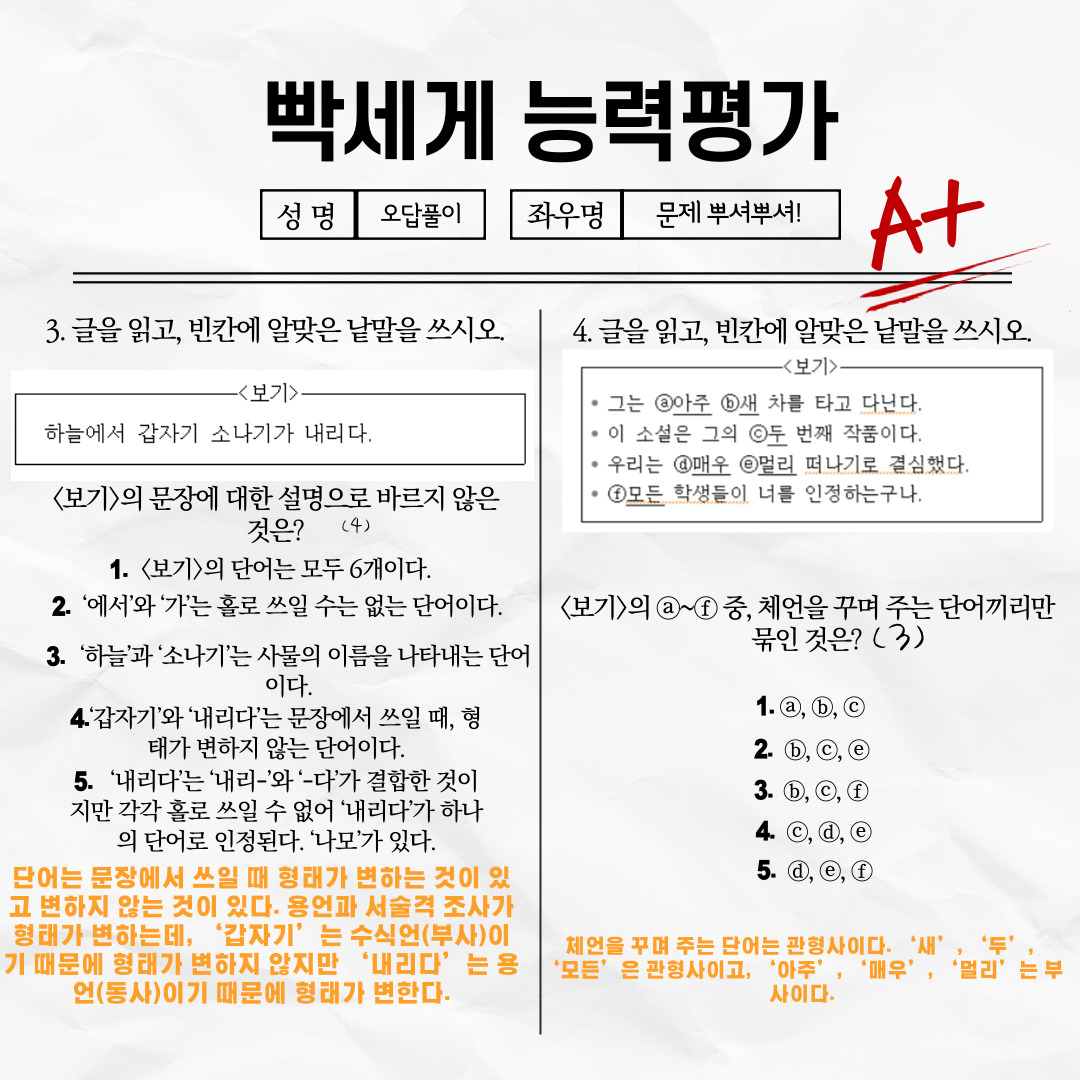 빡세게 능력평가
성 명 오답풀이 좌우명 문제 뿌셔뿌셔!
A+
3. 글을 읽고, 빈칸에 알맞은 낱말을 쓰시오.
<보기>
하늘에서 갑자기 소나기가 내리다.
<보기>의 문장에 대한 설명으로 바르지 않은
것은? (4)
1. <보기>의 단어는 모두 6개이다.
2. ‘에서’와 ‘가’는 홀로 쓰일 수는 없는 단어이다.
3. ‘하늘’과 ‘소나기’는 사물의 이름을 나타내는 단어
이다.
4.‘갑자기’와 ‘내리다’는 문장에서 쓰일 때, 형
태가 변하지 않는 단어이다.
5. ‘내리다’는 ‘내리-’와 ‘-다’가 결합한 것이
지만 각각 홀로 쓰일 수 없어 ‘내리다’가 하나
의 단어로 인정된다. ‘나모’가 있다.
단어는 문장에서 쓰일 때 형태가 변하는 것이 있
고 변하지 않는 것이 있다. 용언과 서술격 조사가
형태가 변하는데, ‘갑자기’는 수식언(부사)이
기 때문에 형태가 변하지 않지만 ‘내리다’는 용
언(동사)이기 때문에 형태가 변한다.
4. 글을 읽고, 빈칸에 알맞은 낱말을 쓰시오.
<보기>
• 그는 ⓐ아주 ⓑ새 차를 타고 다닌다.
• 이 소설은 그의 ⓒ두 번째 작품이다.
• 우리는 ⓓ매우 ⓔ멀리 떠나기로 결심했다.
• ⓕ모든 학생들이 너를 인정하는구나.
<보기>의 ⓐ~ⓕ 중, 체언을 꾸며 주는 단어끼리만
묶인 것은? (3)
1. ⓐ, ⓑ, ⓒ
2. ⓑ, ⓒ, ⓔ
3. ⓑ, ⓒ, ⓕ
4. ⓒ, ⓓ, ⓔ
5. ⓓ, ⓔ, ⓕ
체언을 꾸며 주는 단어는 관형사이다. ‘새’, ‘두’,
‘모든’은 관형사이고, ‘아주’, ‘매우’, ‘멀리’는 부
사이다.